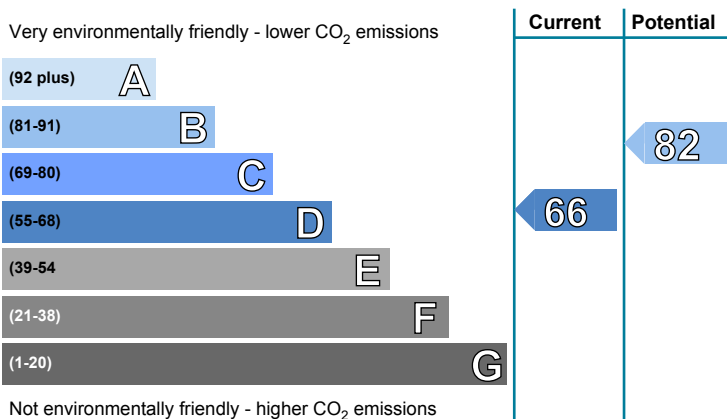 Very environmentally friendly - lower CO2 emissions
Current
Potential
(92 plus) A
(81-91) B
(69-80) C
(55-68) D
(39-54 E
(21-38) F
(1-20) G
82
66
Not environmentally friendly - higher CO2 emissions